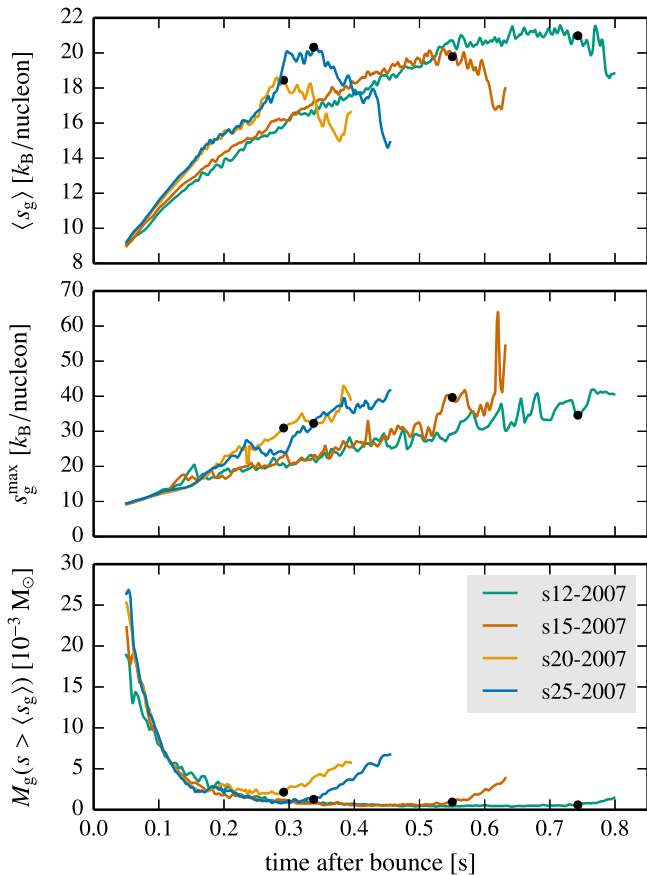 22
20
18
16
14
12
10
8
⟨s_g⟩ [k_B/nucleon]
70
60
50
40
30
20
10
0
s_g^max [k_B/nucleon]
30
25
20
15
10
5
0
M_g(s > ⟨s_g⟩) [10⁻³ M_⊙]
s12-2007
s15-2007
s20-2007
s25-2007
0.0 0.1 0.2 0.3 0.4 0.5 0.6 0.7 0.8
time after bounce [s]